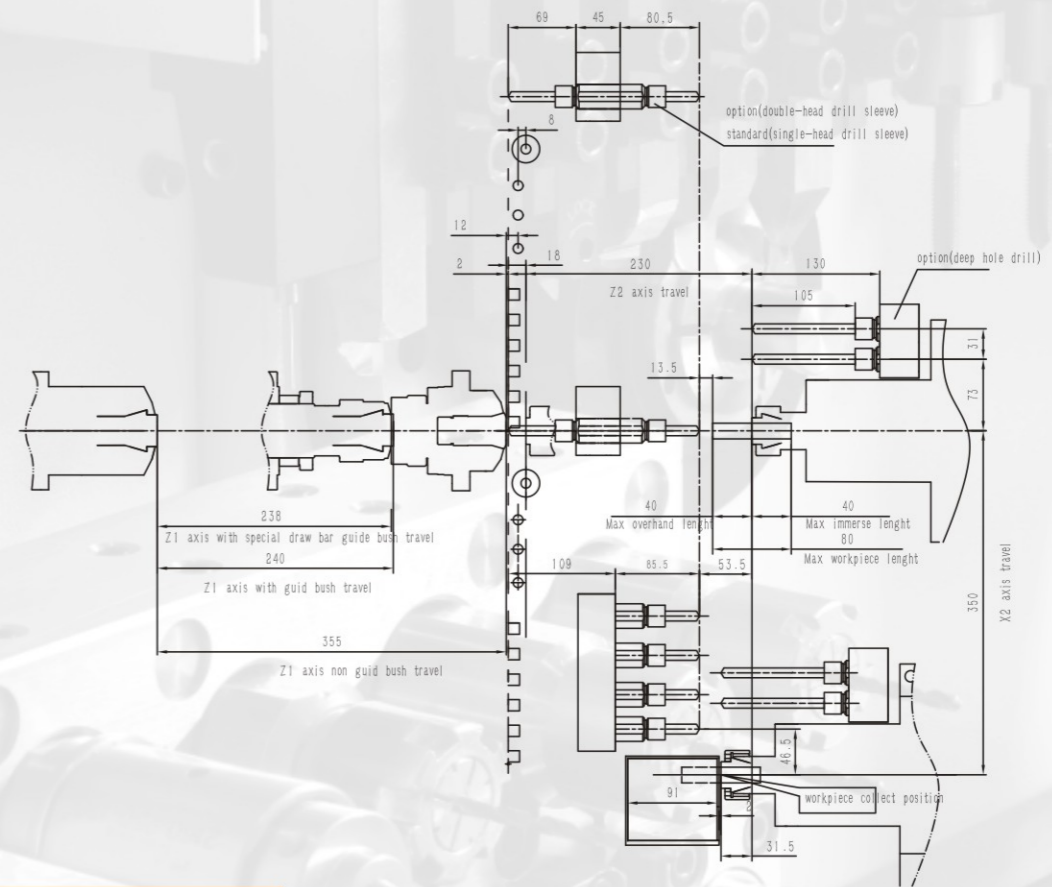 69 45 80.5
option(double-head drill sleeve)
standard(single-head drill sleeve)
8
12
2 18 230 130
Z2 axis travel
option(deep hole drill)
105
31
13.5
73
40 40
Max overhand lenght Max immerse lenght
80
Max workpiece lenght
238
Z1 axis with special draw bar guide bush travel
240
Z1 axis with guid bush travel
109 85.5 53.5
350
X2 axis travel
355
Z1 axis non guid bush travel
46.5
91
workpiece collect position
2
31.5